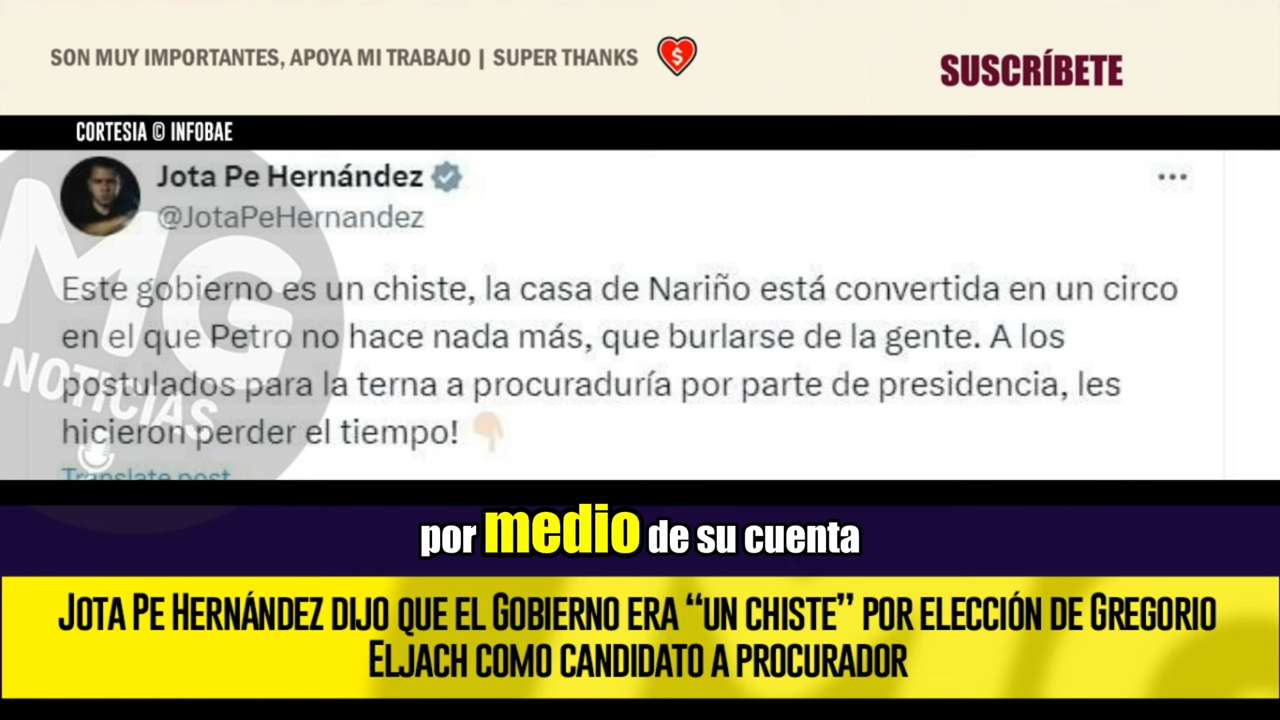 SON MUY IMPORTANTES, APOYA MI TRABAJO | SUPER THANKS
SUSCRÍBETE
CORTESIA © INFOBAE
Jota Pe Hernández
@JotaPeHernandez
Este gobierno es un chiste, la casa de Nariño está convertida en un circo
en el que Petro no hace nada más, que burlarse de la gente. A los
postulados para la terna a procuraduría por parte de presidencia, les
hicieron perder el tiempo!
Translate post
MG
NOTICIAS
por medio de su cuenta
JOTA PE HERNÁNDEZ DIJO QUE EL GOBIERNO ERA “UN CHISTE” POR ELECCIÓN DE GREGORIO
ELJACH COMO CANDIDATO A PROCURADOR